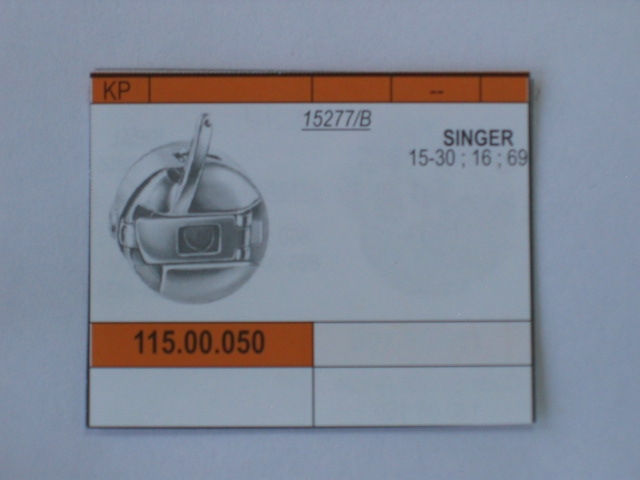 KP --
15277/B
SINGER
15-30 ; 16 ; 69
115.00.050